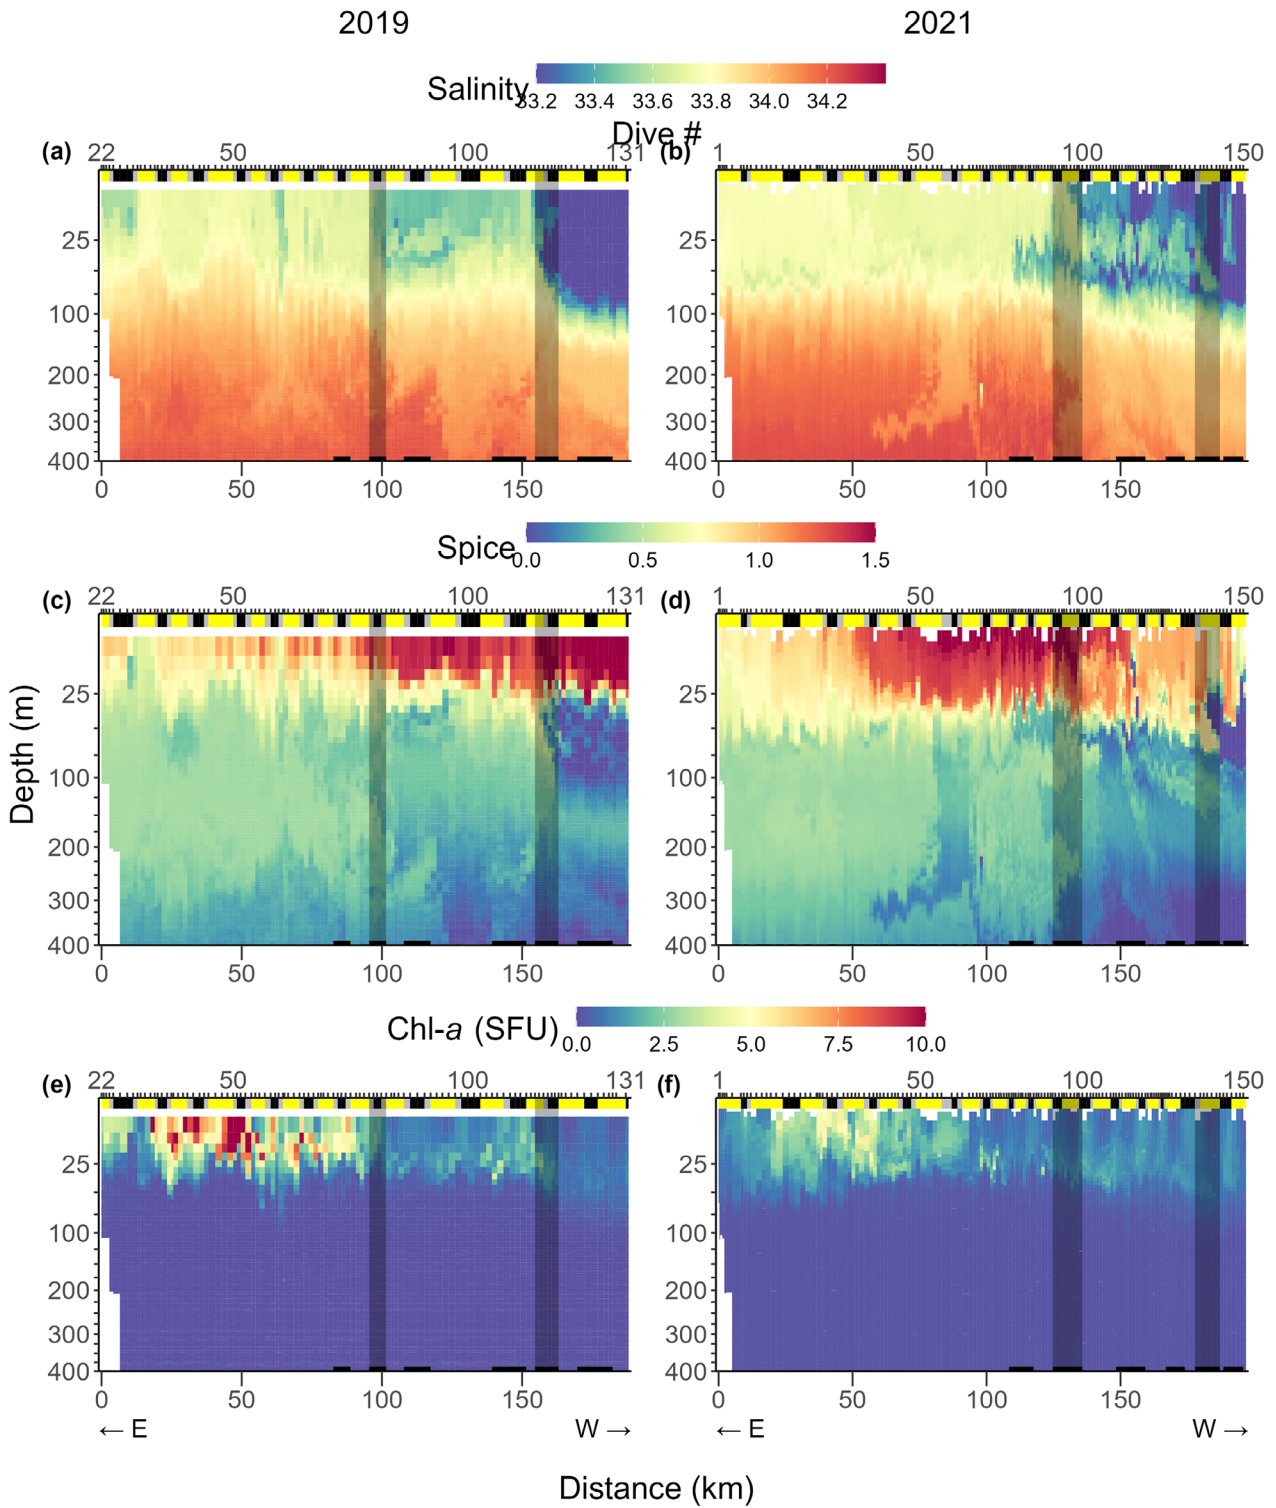 2019 2021
Salinity
33.2 33.4 33.6 33.8 34.0 34.2
Dive #
(a) 22 50 100 131 (b) 1 50 100 150
25 25
100 100
200 200
300 300
400 400
0 50 100 150 0 50 100 150
Spice
0.0 0.5 1.0 1.5
(c) 22 50 100 131 (d) 1 50 100 150
25 25
100 100
200 200
300 300
400 400
0 50 100 150 0 50 100 150
Depth (m)
Chl-a (SFU)
0.0 2.5 5.0 7.5 10.0
(e) 22 50 100 131 (f) 1 50 100 150
25 25
100 100
200 200
300 300
400 400
0 50 100 150 0 50 100 150
← E W → ← E W →
Distance (km)